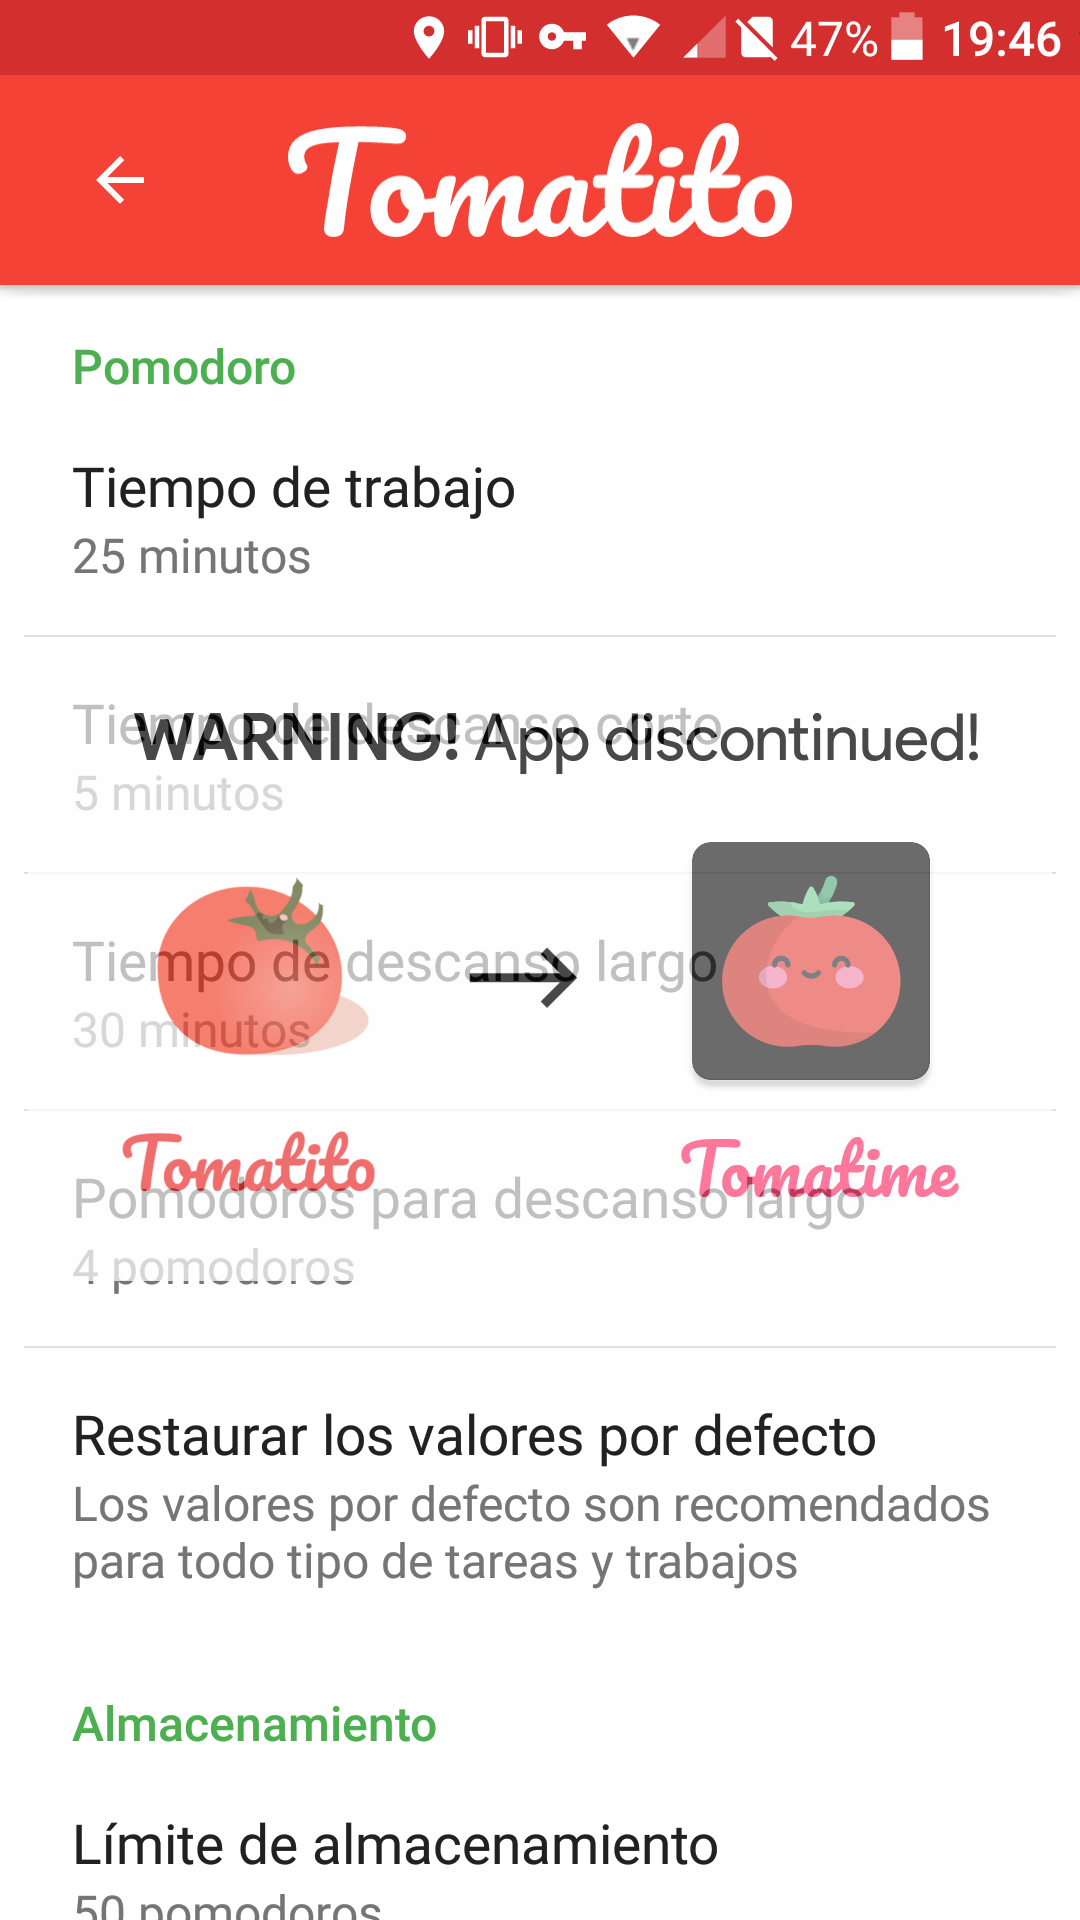 47% 19:46
Tomatito
Pomodoro
Tiempo de trabajo
25 minutos
Tiempo de descanso corto
WARNING! App discontinued!
5 minutos
Tiempo de descanso largo
30 minutos
Tomatito
Tomatime
Pomodoros para descanso largo
4 pomodoros
Restaurar los valores por defecto
Los valores por defecto son recomendados
para todo tipo de tareas y trabajos
Almacenamiento
Límite de almacenamiento
50 pomodoros